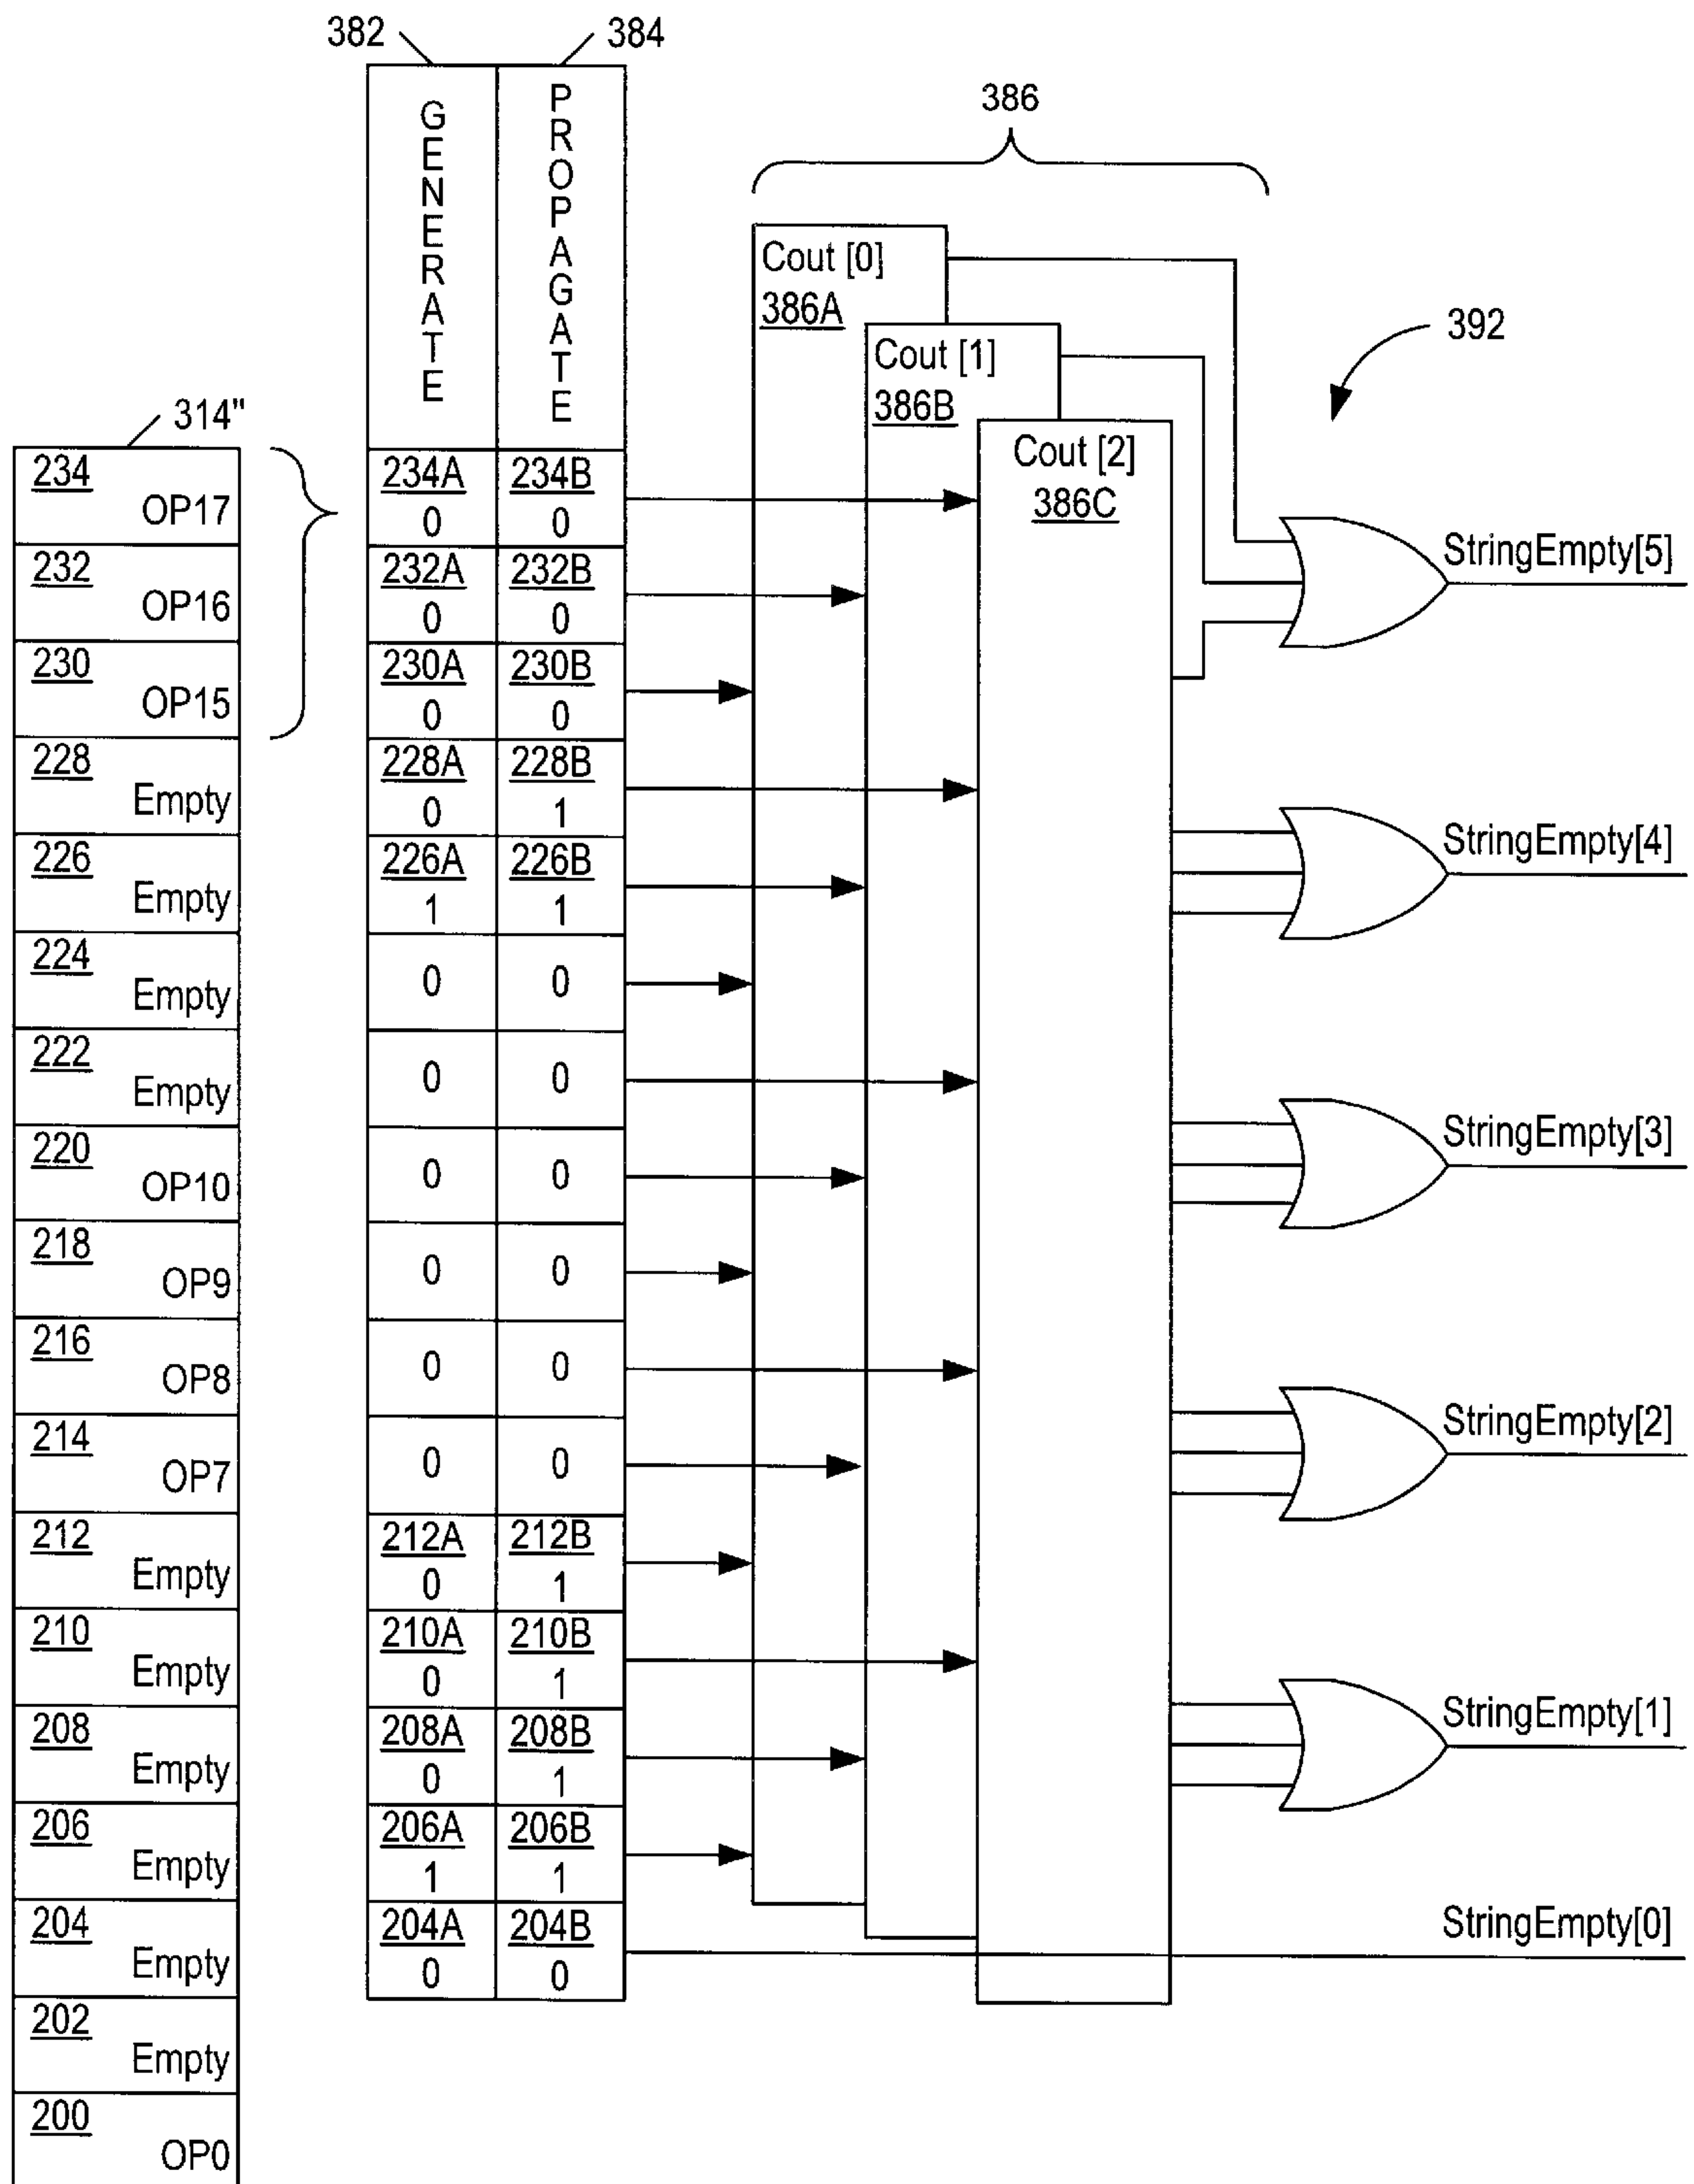 382
384
GENERATE
PROPAGATE
386
Cout [0]
386A
Cout [1]
386B
Cout [2]
386C
392
314"
234
OP17
234A
0
234B
0
StringEmpty[5]
232
OP16
232A
0
232B
0
230
OP15
230A
0
230B
0
228
Empty
228A
0
228B
1
StringEmpty[4]
226
Empty
226A
1
226B
1
224
Empty
0
0
222
Empty
0
0
StringEmpty[3]
220
OP10
0
0
218
OP9
0
0
216
OP8
0
0
StringEmpty[2]
214
OP7
0
0
212
Empty
212A
0
212B
1
210
Empty
210A
0
210B
1
StringEmpty[1]
208
Empty
208A
0
208B
1
206
Empty
206A
1
206B
1
204
Empty
204A
0
204B
0
StringEmpty[0]
202
Empty
200
OP0